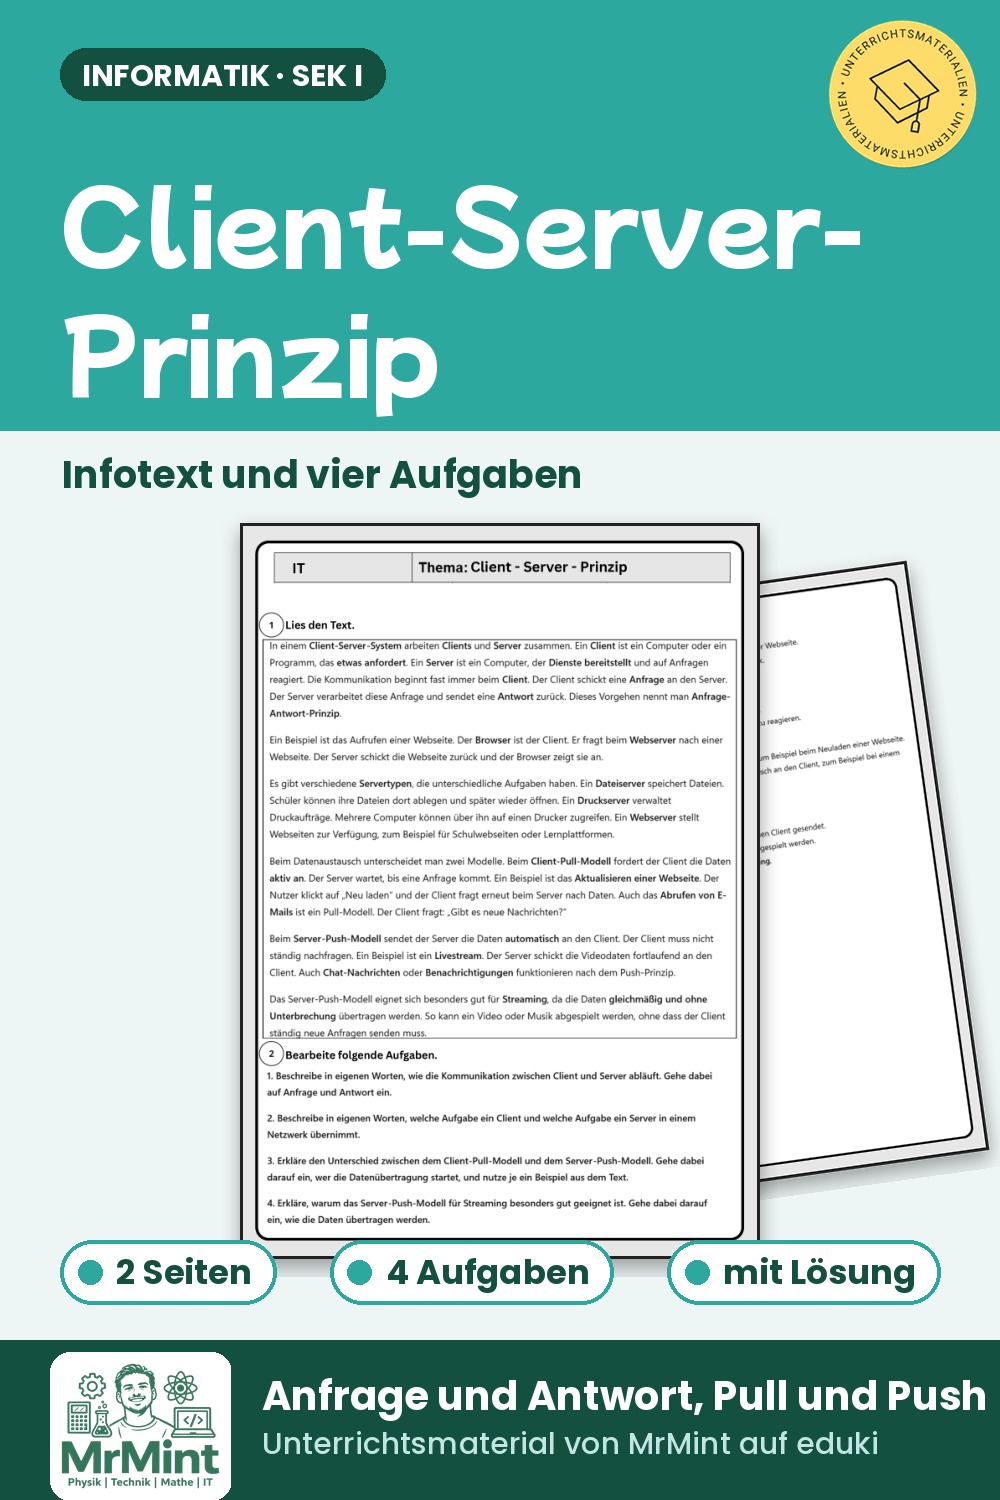 INFORMATIK · SEK I
UNTERRICHTSMATERIALIEN · UNTERRICHTSMATERIALIEN ·
Client-Server-
Prinzip
Infotext und vier Aufgaben
IT
Thema: Client - Server - Prinzip
1 Lies den Text.
In einem Client-Server-System arbeiten Clients und Server zusammen. Ein Client ist ein Computer oder ein
Programm, das etwas anfordert. Ein Server ist ein Computer, der Dienste bereitstellt und auf Anfragen
reagiert. Die Kommunikation beginnt fast immer beim Client. Der Client schickt eine Anfrage an den Server.
Der Server verarbeitet diese Anfrage und sendet eine Antwort zurück. Dieses Vorgehen nennt man Anfrage-
Antwort-Prinzip.
Ein Beispiel ist das Aufrufen einer Webseite. Der Browser ist der Client. Er fragt beim Webserver nach einer
Webseite. Der Server schickt die Webseite zurück und der Browser zeigt sie an.
Es gibt verschiedene Servertypen, die unterschiedliche Aufgaben haben. Ein Dateiserver speichert Dateien.
Schüler können ihre Dateien dort ablegen und später wieder öffnen. Ein Druckserver verwaltet
Druckaufträge. Mehrere Computer können über ihn auf einen Drucker zugreifen. Ein Webserver stellt
Webseiten zur Verfügung, zum Beispiel für Schulwebseiten oder Lernplattformen.
Beim Datenaustausch unterscheidet man zwei Modelle. Beim Client-Pull-Modell fordert der Client die Daten
aktiv an. Der Server wartet, bis eine Anfrage kommt. Ein Beispiel ist das Aktualisieren einer Webseite. Der
Nutzer klickt auf „Neu laden“ und der Client fragt erneut beim Server nach Daten. Auch das Abrufen von E-
Mails ist ein Pull-Modell. Der Client fragt: „Gibt es neue Nachrichten?“
Beim Server-Push-Modell sendet der Server die Daten automatisch an den Client. Der Client muss nicht
ständig nachfragen. Ein Beispiel ist ein Livestream. Der Server schickt die Videodaten fortlaufend an den
Client. Auch Chat-Nachrichten oder Benachrichtigungen funktionieren nach dem Push-Prinzip.
Das Server-Push-Modell eignet sich besonders gut für Streaming, da die Daten gleichmäßig und ohne
Unterbrechung übertragen werden. So kann ein Video oder Musik abgespielt werden, ohne dass der Client
ständig neue Anfragen senden muss.
2 Bearbeite folgende Aufgaben.
1. Beschreibe in eigenen Worten, wie die Kommunikation zwischen Client und Server abläuft. Gehe dabei
auf Anfrage und Antwort ein.
2. Beschreibe in eigenen Worten, welche Aufgabe ein Client und welche Aufgabe ein Server in einem
Netzwerk übernimmt.
3. Erkläre den Unterschied zwischen dem Client-Pull-Modell und dem Server-Push-Modell. Gehe dabei
darauf ein, wer die Datenübertragung startet, und nutze je ein Beispiel aus dem Text.
4. Erkläre, warum das Server-Push-Modell für Streaming besonders gut geeignet ist. Gehe dabei darauf
ein, wie die Daten übertragen werden.
Webseite.
reagieren.
Beispiel beim Neuladen einer Webseite.
an den Client, zum Beispiel bei einem
Client gesendet.
werden.
2 Seiten
4 Aufgaben
mit Lösung
MrMint
Physik | Technik | Mathe | IT
Anfrage und Antwort, Pull und Push
Unterrichtsmaterial von MrMint auf eduki